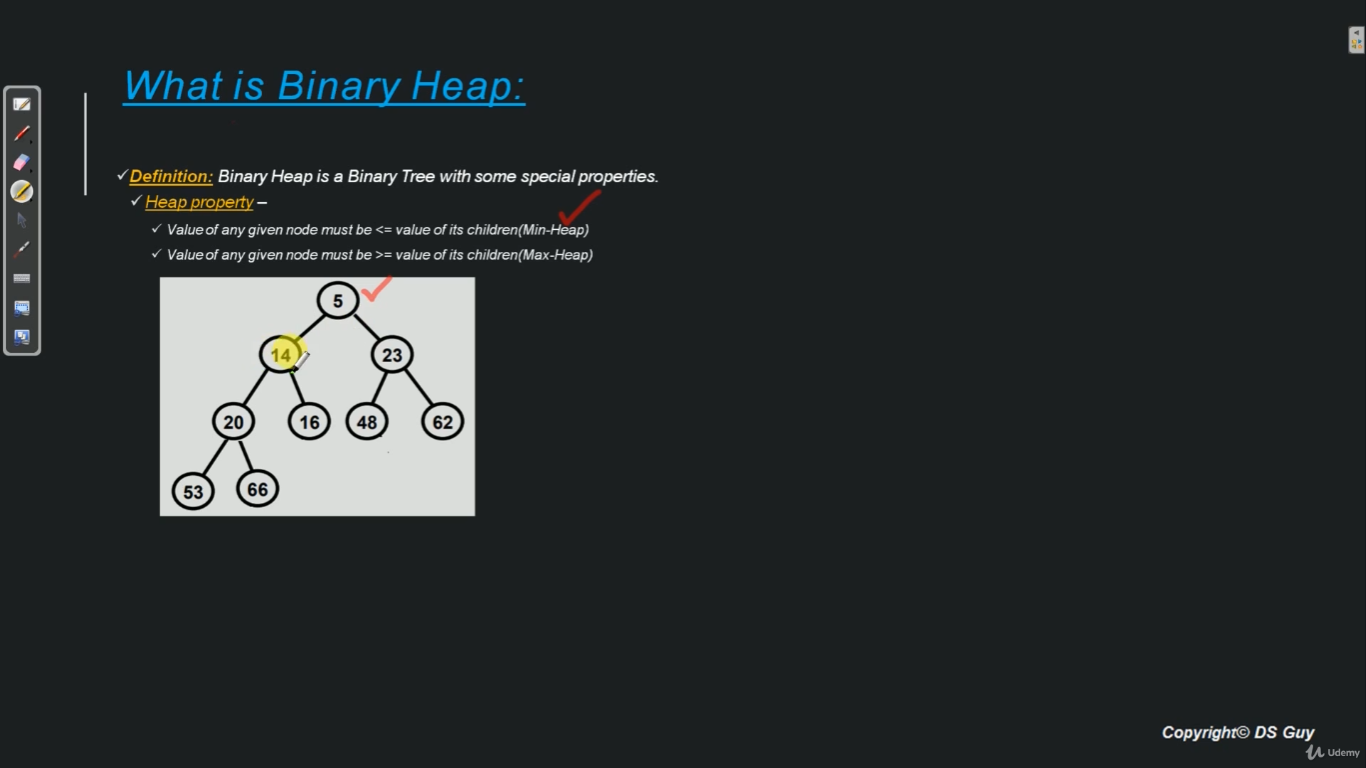 What is Binary Heap:
Definition: Binary Heap is a Binary Tree with some special properties.
Heap property –
Value of any given node must be <= value of its children(Min-Heap)
Value of any given node must be >= value of its children(Max-Heap)
5
14 23
20 16 48 62
53 66
Copyright© DS Guy
Udemy